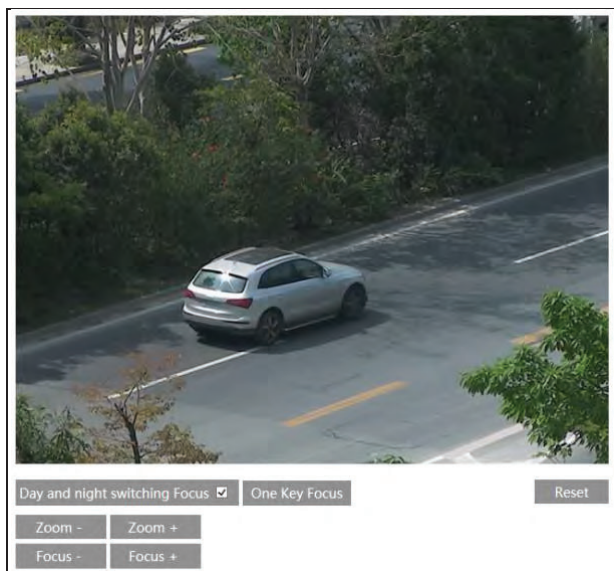 Day and night switching Focus One Key Focus Reset
Zoom - Zoom +
Focus - Focus +